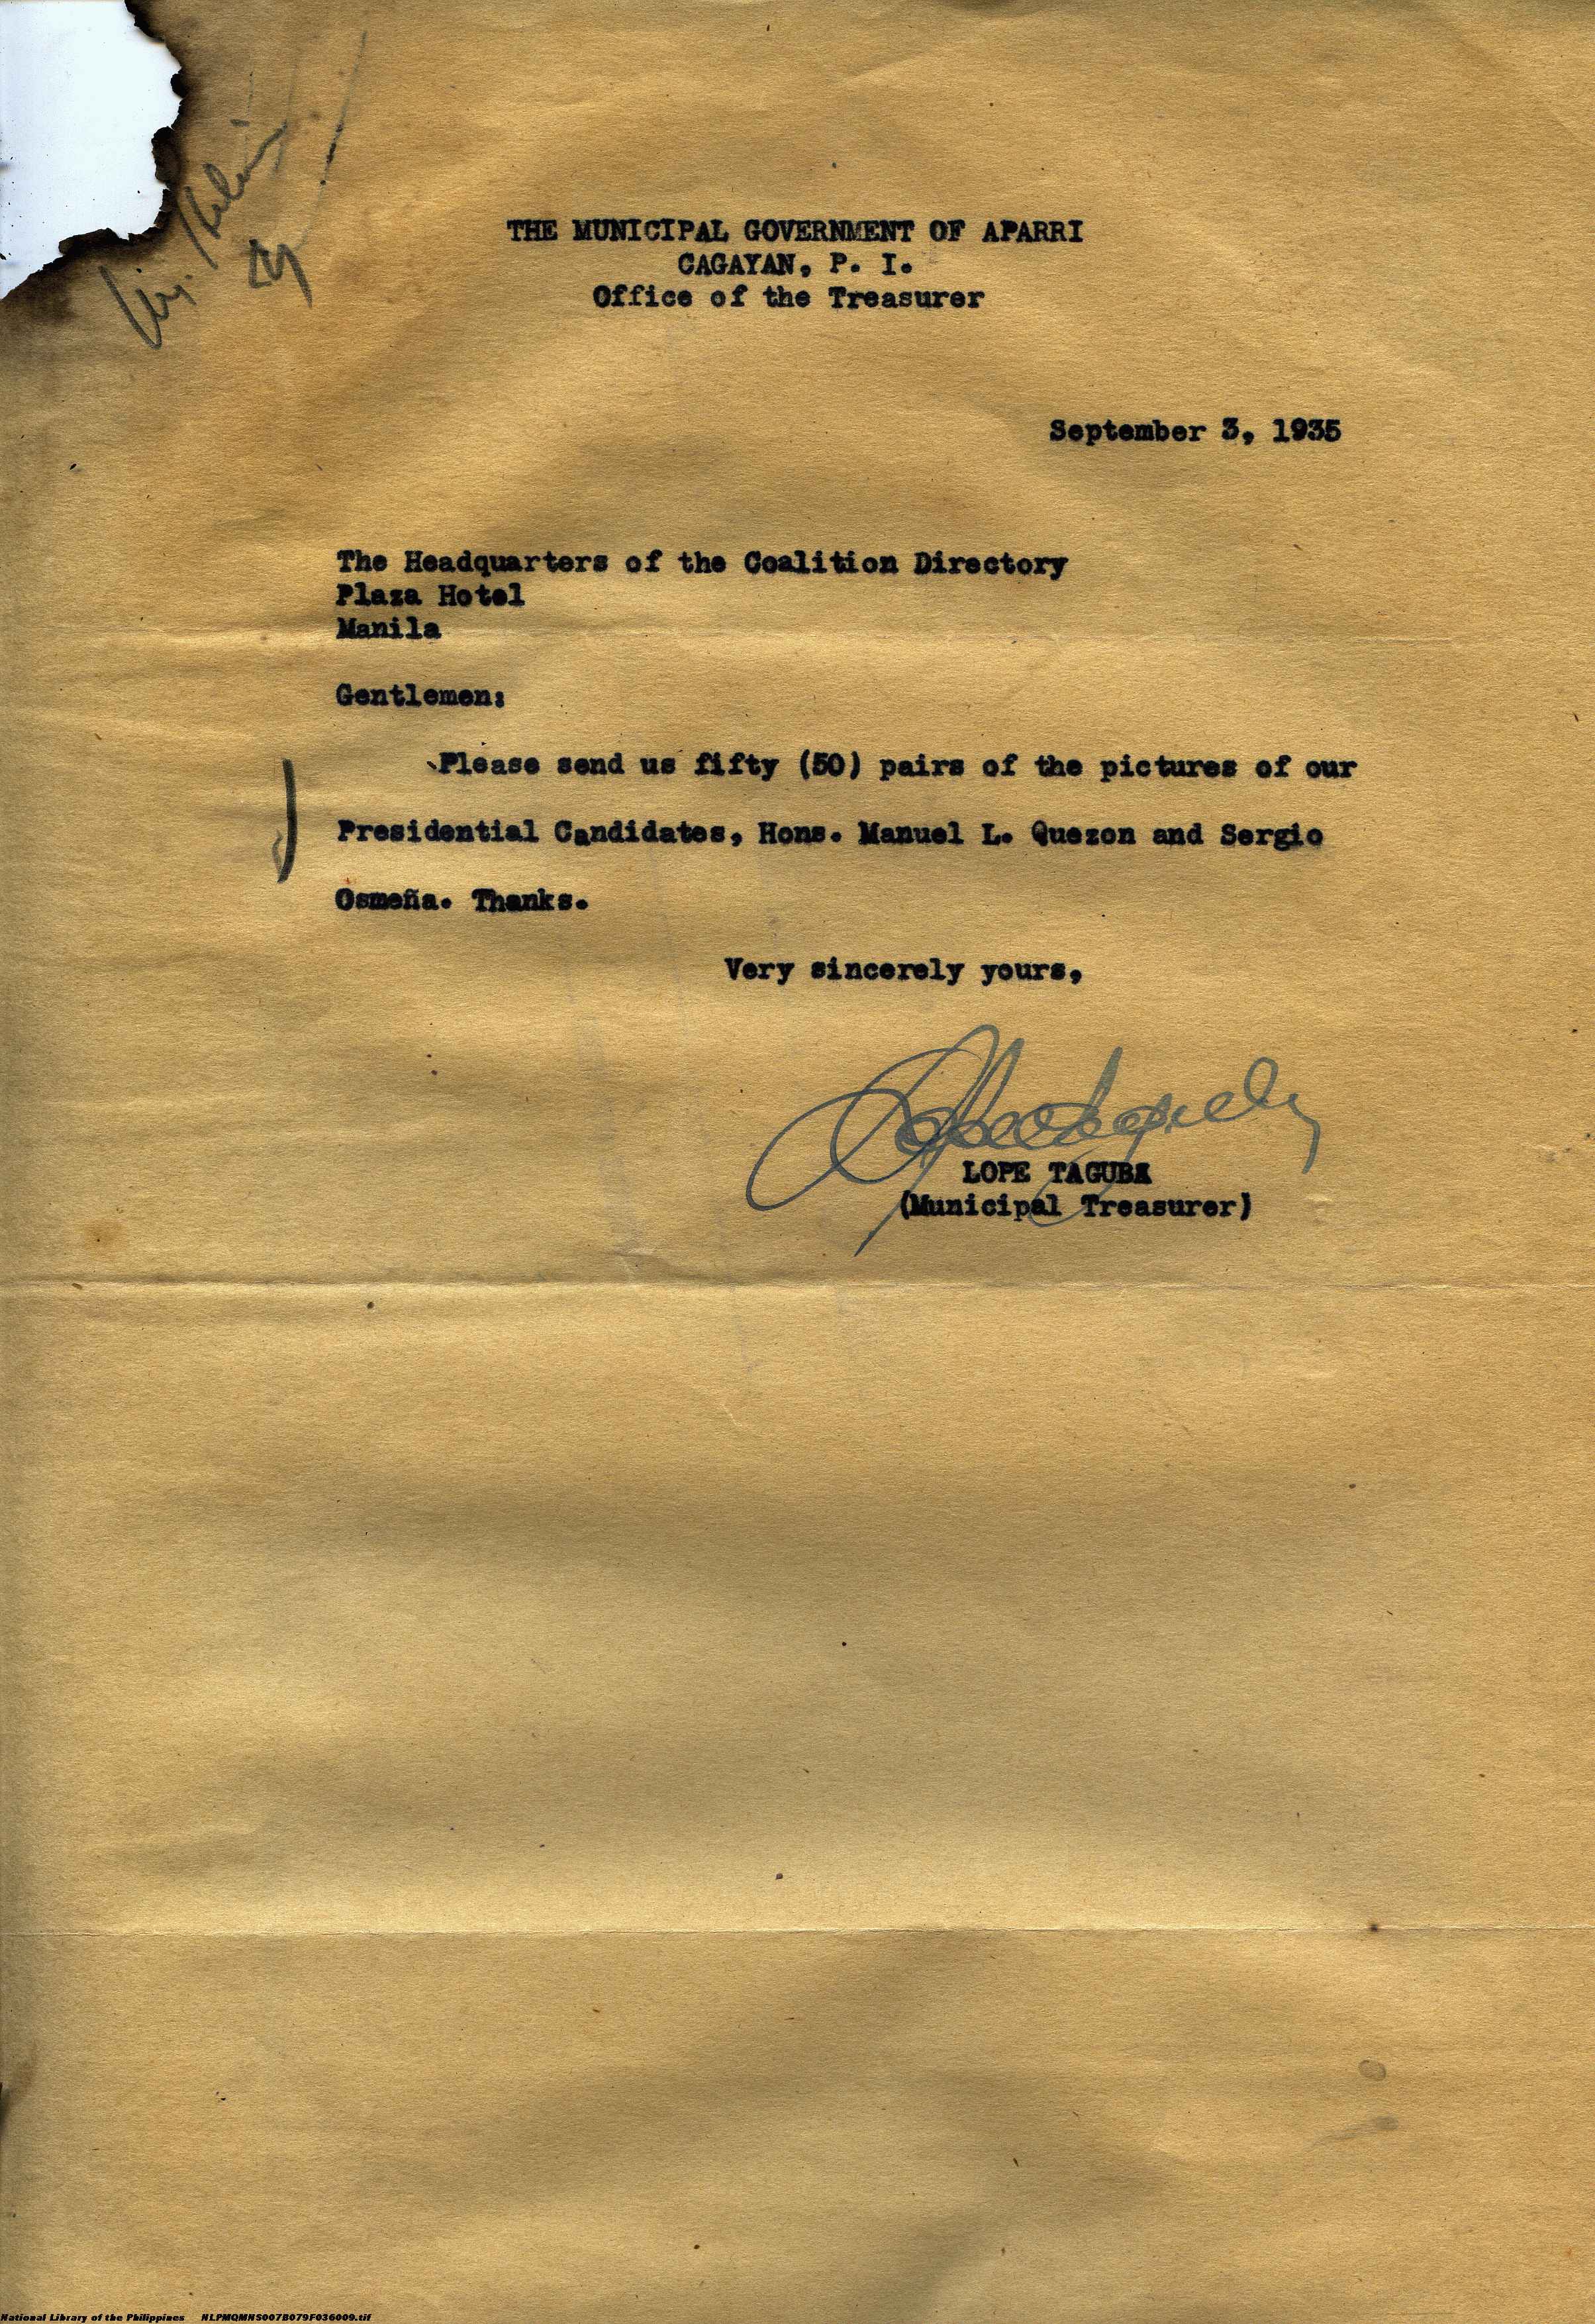 THE MUNICIPAL GOVERNMENT OF APARRI
CAGAYAN, P. I.
Office of the Treasurer
September 3, 1935
The Headquarters of the Coalition Directory
Plaza Hotel
Manila
Gentlemen:
Please send us fifty (50) pairs of the pictures of our
Presidential Candidates, Hons. Manuel L. Quezon and Sergio
Osmeña. Thanks.
Very sincerely yours,
LOPE TAGUBA
(Municipal Treasurer)
National Library of the Philippines NLPMQMNS007B079F036009.tif